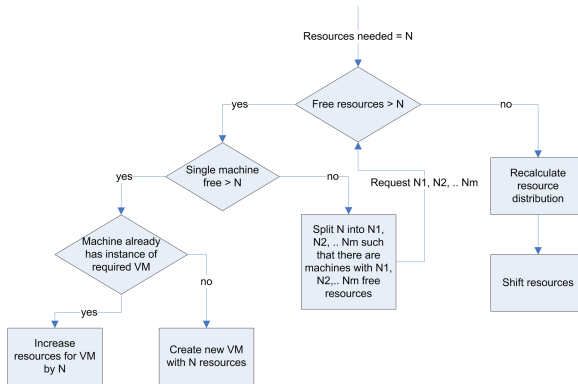 Resources needed = N
Free resources > N
yes
no
Single machine
free > N
yes
no
Request N1, N2, .. Nm
Recalculate
resource
distribution
Machine already
has instance of
required VM
Split N into N1,
N2, .. Nm such
that there are
machines with N1,
N2,.. Nm free
resources
Shift resources
no
yes
Increase
resources for VM
by N
Create new VM
with N resources